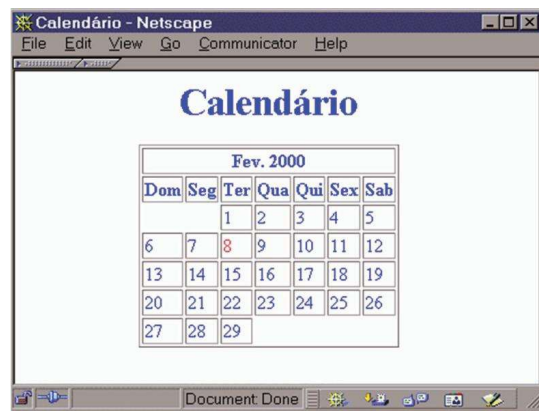 Calendário - Netscape
File Edit View Go Communicator Help
Calendário
Fev. 2000
Dom Seg Ter Qua Qui Sex Sab
1 2 3 4 5
6 7 8 9 10 11 12
13 14 15 16 17 18 19
20 21 22 23 24 25 26
27 28 29
Document: Done